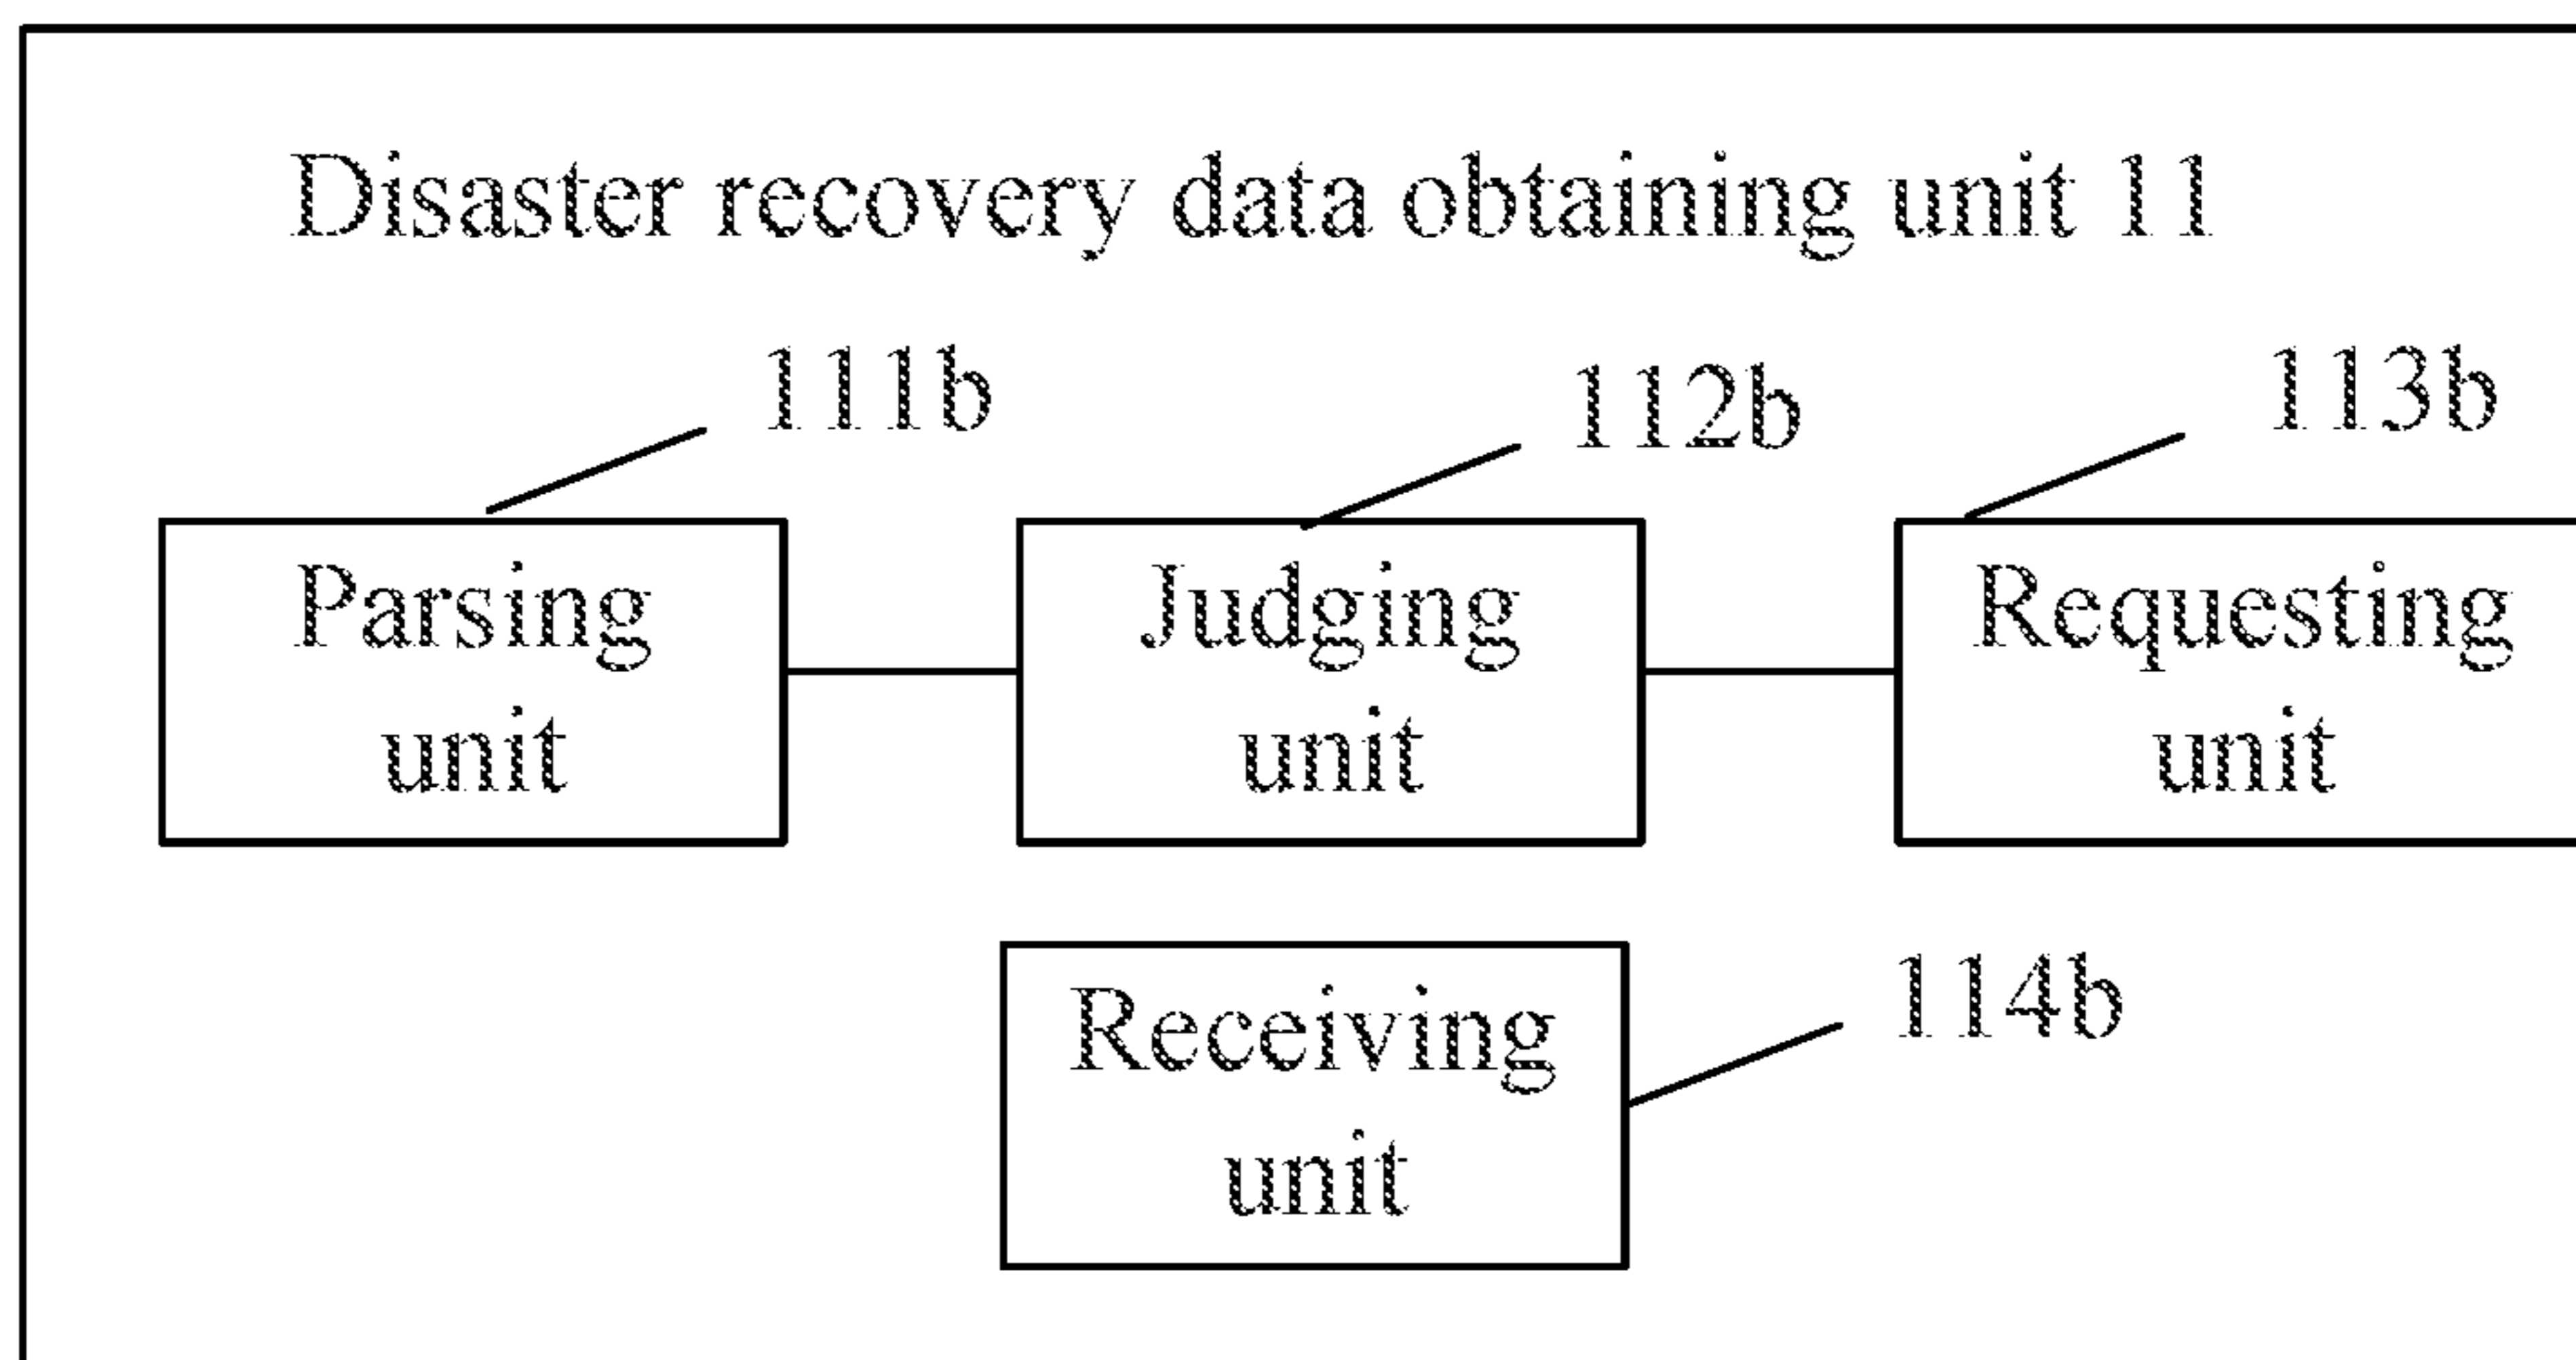 Disaster recovery data obtaining unit 11
111b
112b
113b
Parsing
unit
Judging
unit
Requesting
unit
Receiving
unit
114b